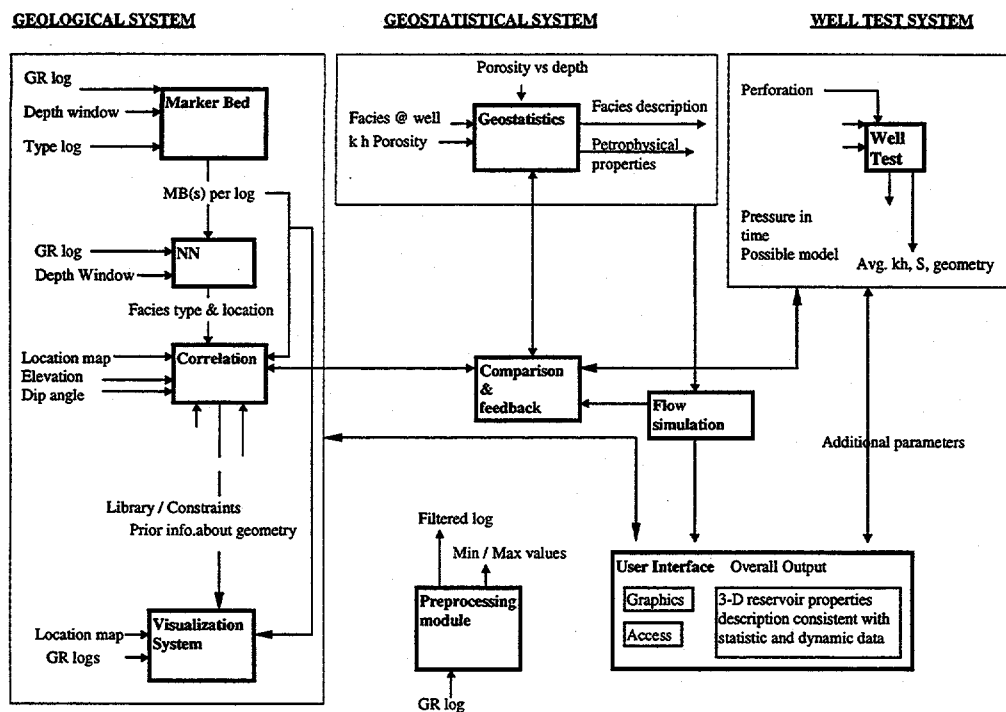 GEOLOGICAL SYSTEM
GEOSTATISTICAL SYSTEM
WELL TEST SYSTEM
GR log
Depth window
Type log
Marker Bed
MB(s) per log
GR log
Depth Window
NN
Facies type & location
Location map
Elevation
Dip angle
Correlation
Library / Constraints
Prior info.about geometry
Location map
GR logs
Visualization
System
Porosity vs depth
Facies @ well
k h Porosity
Geostatistics
Facies description
Petrophysical
properties
Comparison
&
feedback
Flow
simulation
Filtered log
Min / Max values
Preprocessing
module
GR log
Perforation
Well
Test
Pressure in
time
Possible model
Avg. kh, S, geometry
Additional parameters
User Interface Overall Output
Graphics
Access
3-D reservoir properties
description consistent with
statistic and dynamic data